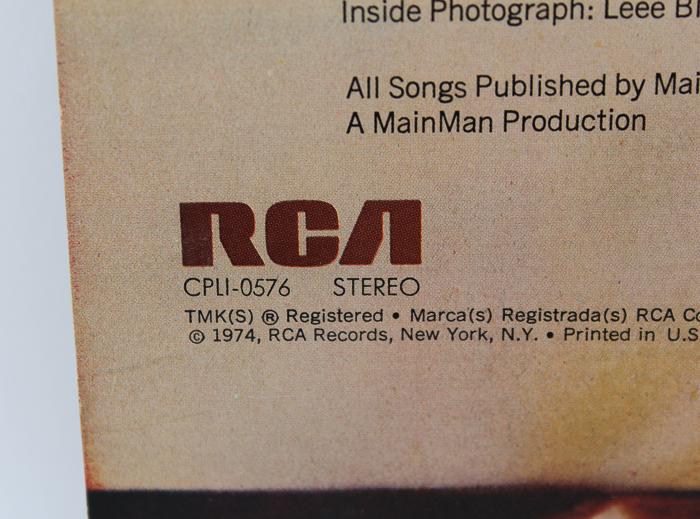 Inside Photograph: Leee
All Songs Published by
A MainMan Production
RCA
CPL1-0576 STEREO
TMK(S) ® Registered • Marca(s) Registrada(s) RCA
© 1974, RCA Records, New York, N.Y. • Printed in U.S